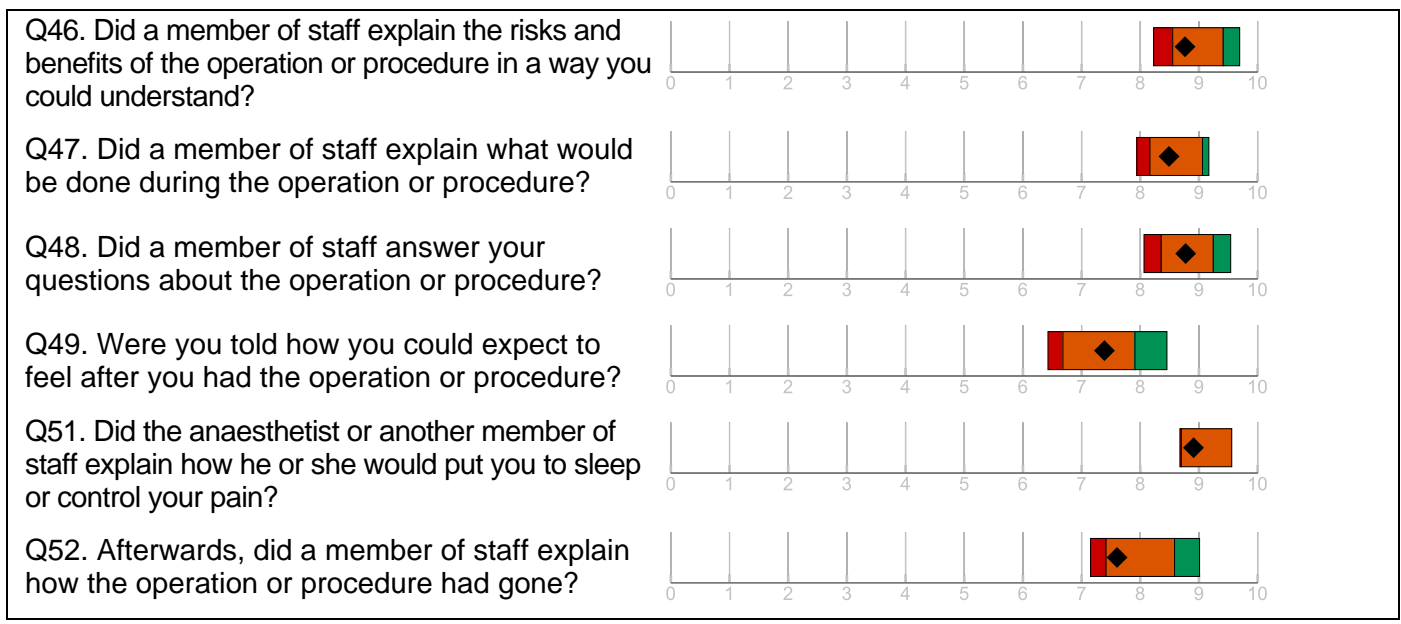 Q46. Did a member of staff explain the risks and
benefits of the operation or procedure in a way you
could understand?
0 1 2 3 4 5 6 7 8 9 10
Q47. Did a member of staff explain what would
be done during the operation or procedure?
0 1 2 3 4 5 6 7 8 9 10
Q48. Did a member of staff answer your
questions about the operation or procedure?
0 1 2 3 4 5 6 7 8 9 10
Q49. Were you told how you could expect to
feel after you had the operation or procedure?
0 1 2 3 4 5 6 7 8 9 10
Q51. Did the anaesthetist or another member of
staff explain how he or she would put you to sleep
or control your pain?
0 1 2 3 4 5 6 7 8 9 10
Q52. Afterwards, did a member of staff explain
how the operation or procedure had gone?
0 1 2 3 4 5 6 7 8 9 10